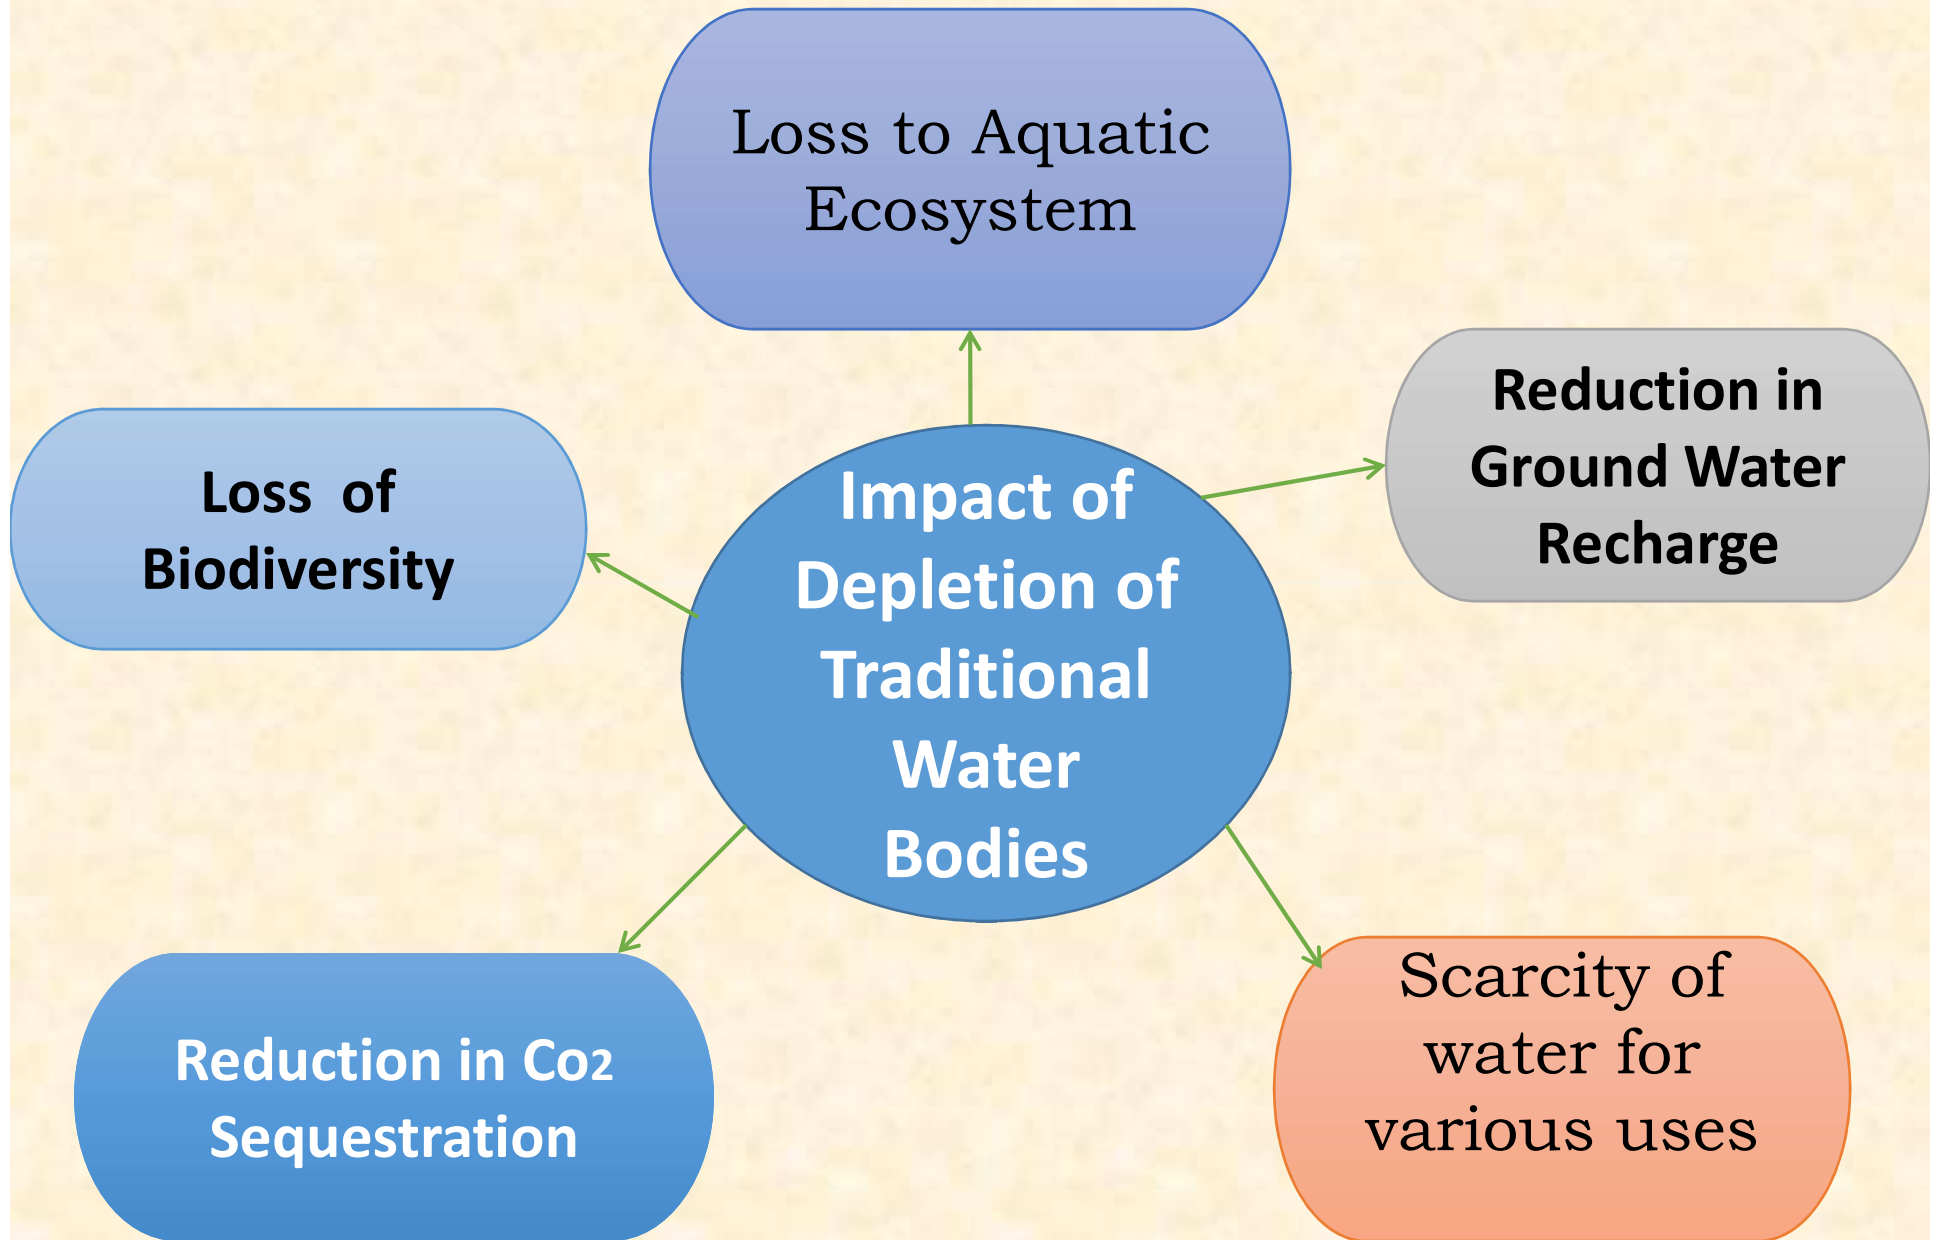 Loss to Aquatic
Ecosystem
Reduction in
Ground Water
Recharge
Loss  of
Biodiversity
Impact of
Depletion of
Traditional
Water
Bodies
Reduction in Co2
Sequestration
Scarcity of
water for
various uses